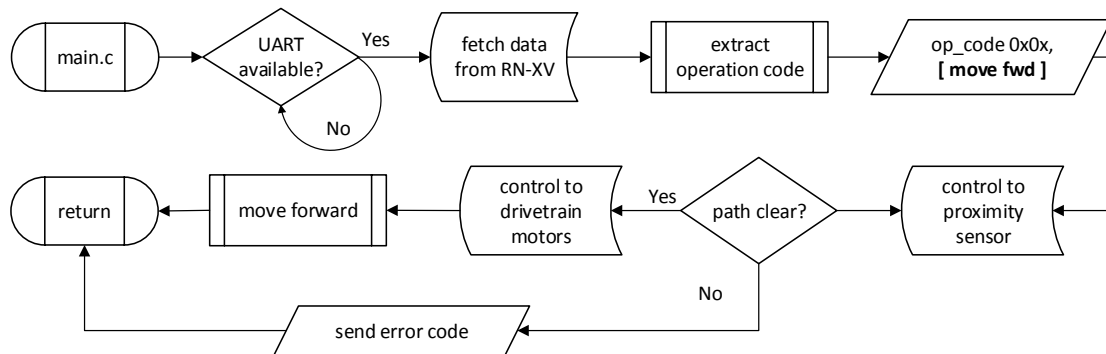 main.c
UART
available?
Yes
No
fetch data
from RN-XV
extract
operation code
op_code 0x0x,
[ move fwd ]
return
move forward
control to
drivetrain
motors
Yes
path clear?
No
control to
proximity
sensor
send error code